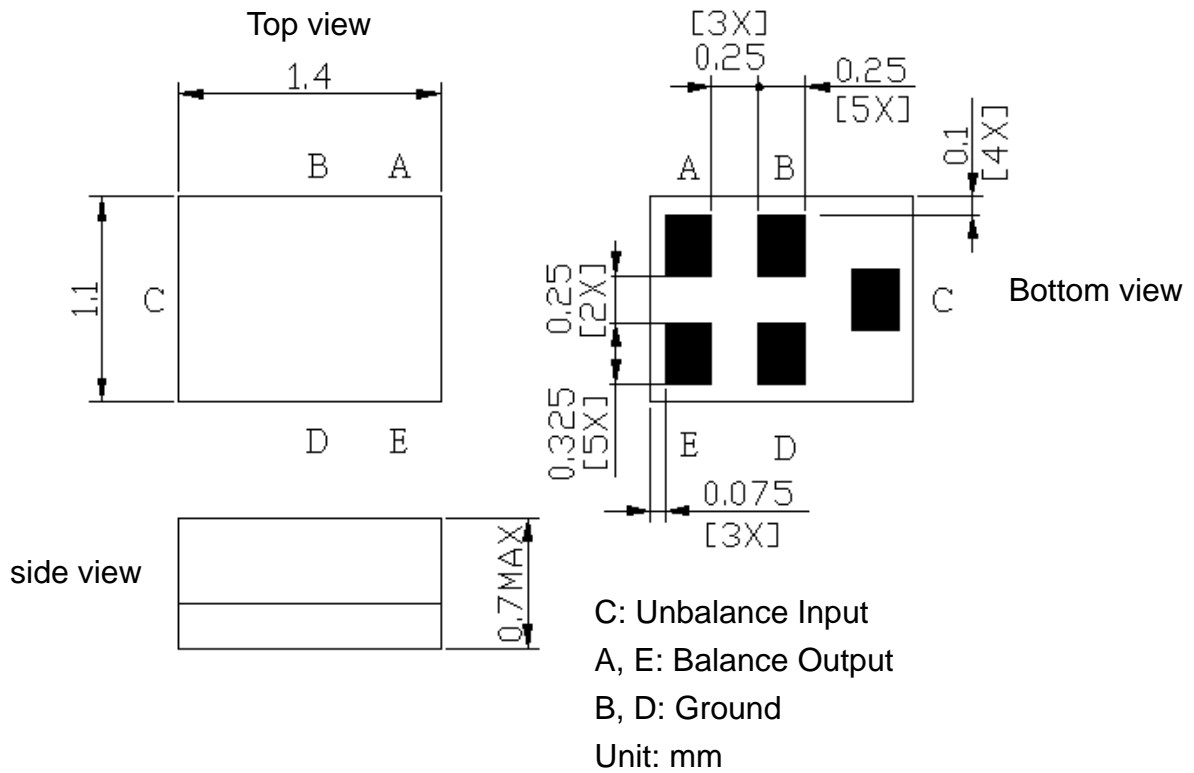 Top view
1.4
B A
C
1.1
D E
[3X]
0.25
0.25
[5X]
0.1
[4X]
A B
C
Bottom view
0.25
[2X]
0.325
[5X]
E D
0.075
[3X]
side view
0.7MAX
C: Unbalance Input
A, E: Balance Output
B, D: Ground
Unit: mm